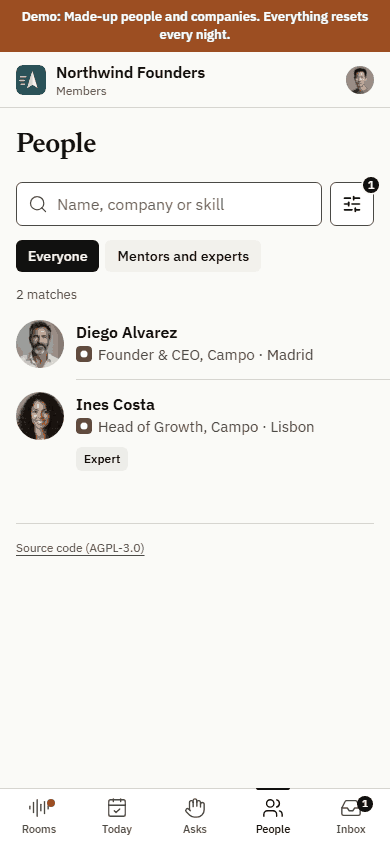 Demo: Made-up people and companies. Everything resets
every night.
Northwind Founders
Members
People
Name, company or skill
1
Everyone
Mentors and experts
2 matches
Diego Alvarez
Founder & CEO, Campo · Madrid
Ines Costa
Head of Growth, Campo · Lisbon
Expert
Source code (AGPL-3.0)
1
Rooms
Today
Asks
People
Inbox